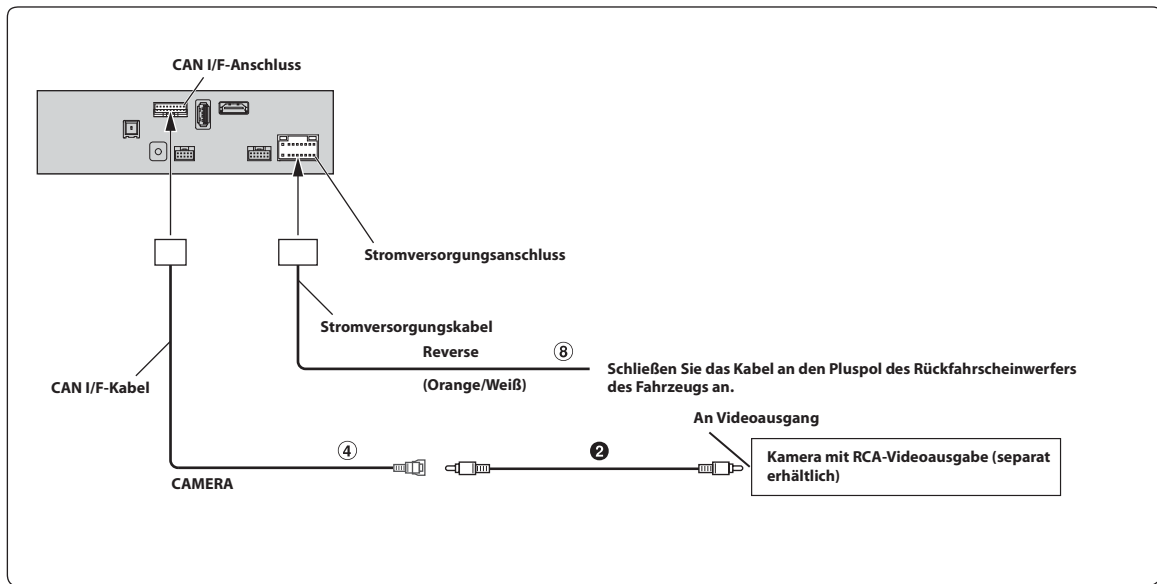 CAN I/F-Anschluss
Stromversorgungsanschluss
Stromversorgungskabel
Reverse
⑧
(Orange/Weiß)
Schließen Sie das Kabel an den Pluspol des Rückfahrscheinwerfers
des Fahrzeugs an.
CAN I/F-Kabel
An Videoausgang
④
❷
Kamera mit RCA-Videoausgabe (separat
erhältlich)
CAMERA